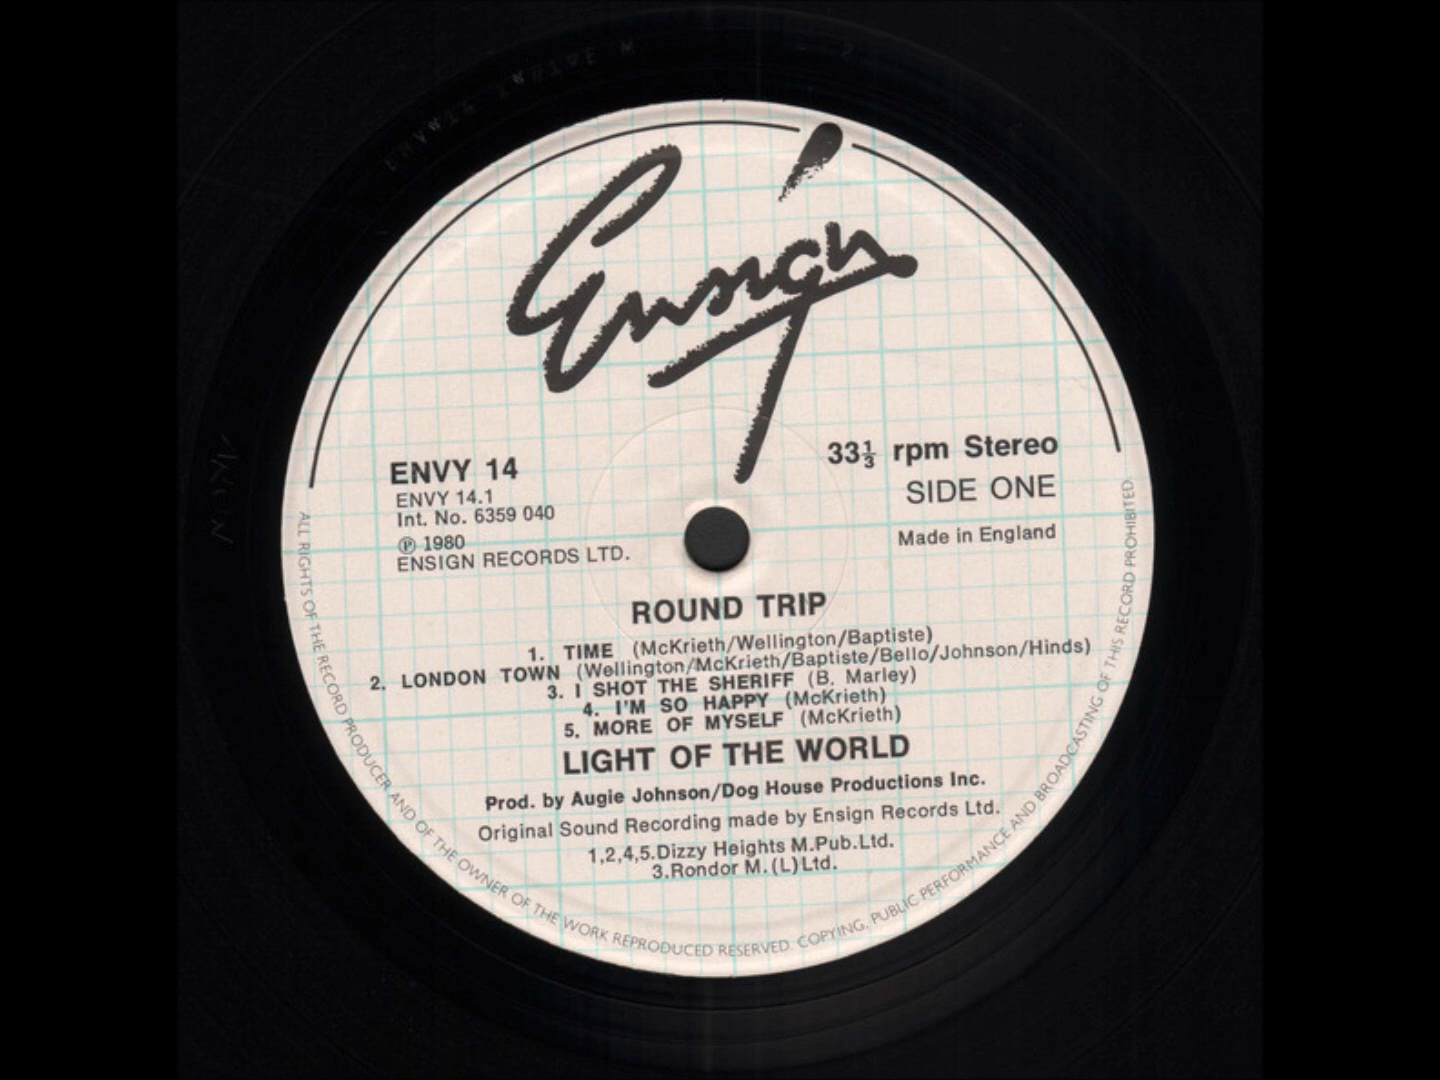 Ensign
ENVY 14
ENVY 14.1
Int. No. 6359 040
Ⓟ 1980
ENSIGN RECORDS LTD.
33⅓ rpm Stereo
SIDE ONE
Made in England
ROUND TRIP
1. TIME (McKrieth/Wellington/Baptiste)
2. LONDON TOWN (Wellington/McKrieth/Baptiste/Bello/Johnson/Hinds)
3. I SHOT THE SHERIFF (B. Marley)
4. I'M SO HAPPY (McKrieth)
5. MORE OF MYSELF (McKrieth)
LIGHT OF THE WORLD
Prod. by Augie Johnson/Dog House Productions Inc.
Original Sound Recording made by Ensign Records Ltd.
1,2,4,5.Dizzy Heights M.Pub.Ltd.
3.Rondor M.(L)Ltd.
ALL RIGHTS OF THE RECORD PRODUCER AND OF THE OWNER OF THE WORK REPRODUCED RESERVED. COPYING, PUBLIC PERFORMANCE AND BROADCASTING OF THIS RECORD PROHIBITED.